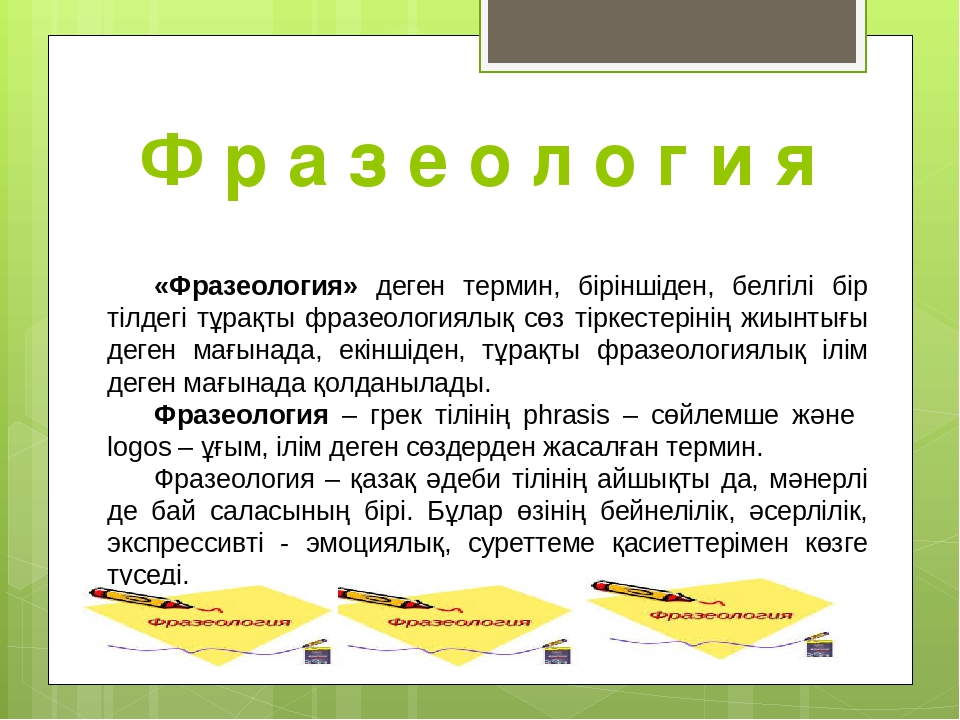 Фразеология
«Фразеология» деген термин, біріншіден, белгілі бір
тілдегі тұрақты фразеологиялық сөз тіркестерінің жиынтығы
деген мағынада, екіншіден, тұрақты фразеологиялық ілім
деген мағынада қолданылады.
Фразеология – грек тілінің phrasis – сөйлемше және
logos – ұғым, ілім деген сөздерден жасалған термин.
Фразеология – қазақ әдеби тілінің айшықты да, мәнерлі
де бай саласының бірі. Бұлар өзінің бейнелілік, әсерлілік,
экспрессивті - эмоциялық, суреттеме қасиеттерімен көзге
түседі.
Фразеология
Фразеология
Фразеология